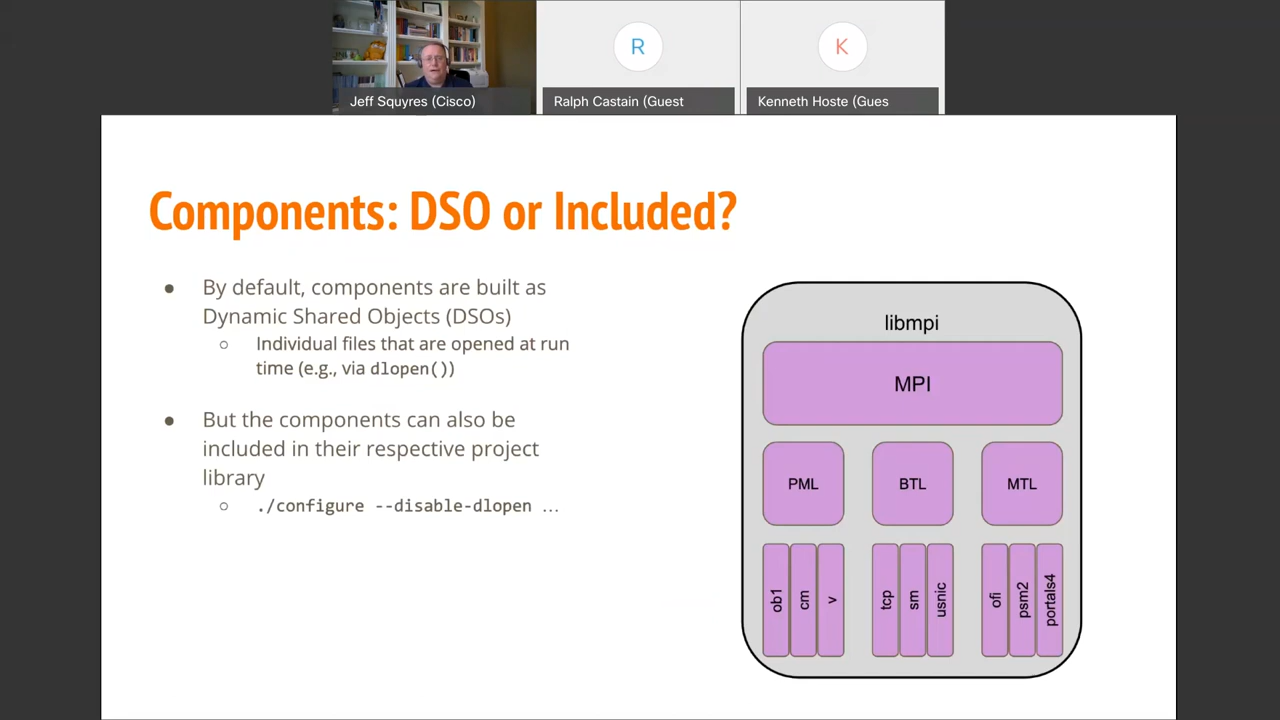 R
K
Jeff Squyres (Cisco)
Ralph Castain (Guest
Kenneth Hoste (Gues
Components: DSO or Included?
● By default, components are built as
Dynamic Shared Objects (DSOs)
○ Individual files that are opened at run
time (e.g., via dlopen())
● But the components can also be
included in their respective project
library
○ ./configure --disable-dlopen …
libmpi
MPI
PML
BTL
MTL
ob1
cm
v
tcp
sm
usnic
ofi
psm2
portals4